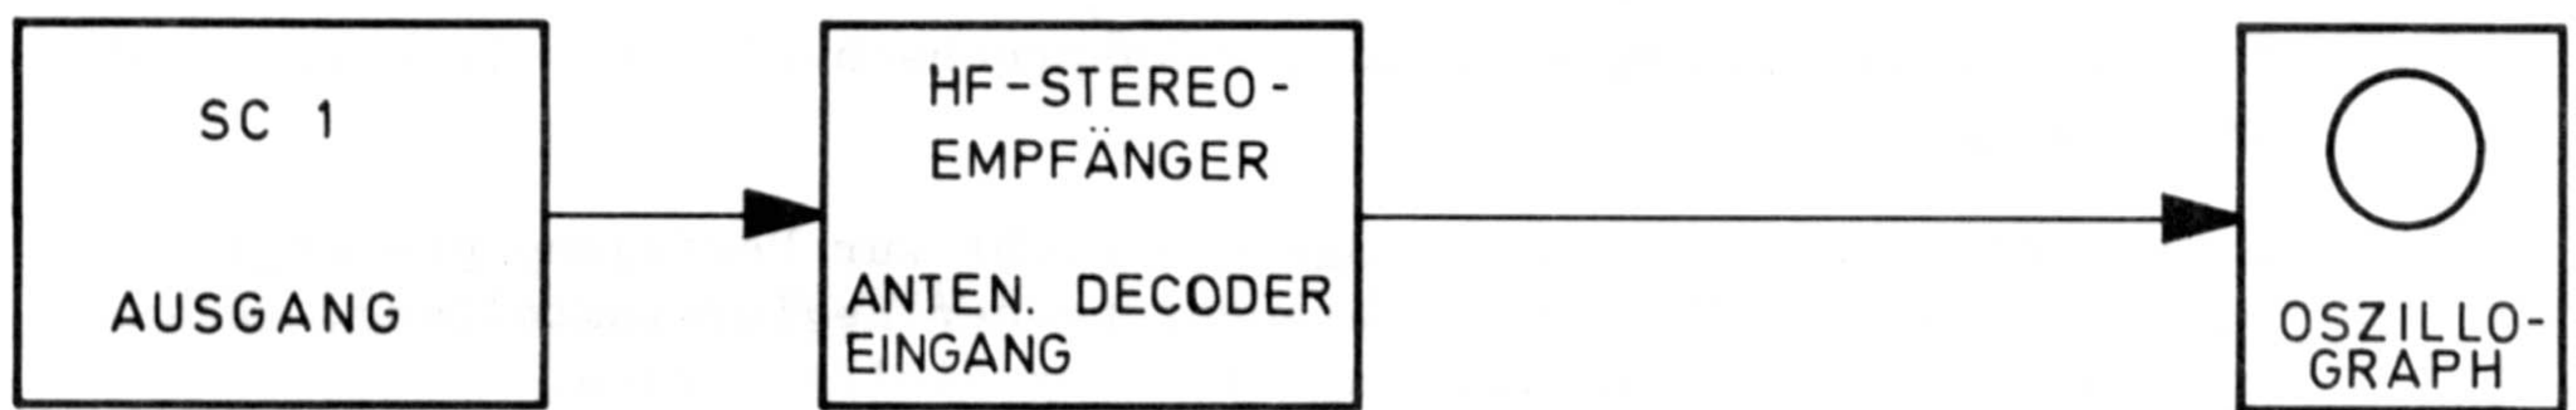 SC 1
AUSGANG
HF-STEREO-
EMPFÄNGER
ANTEN. DECODER
EINGANG
OSZILLO-
GRAPH